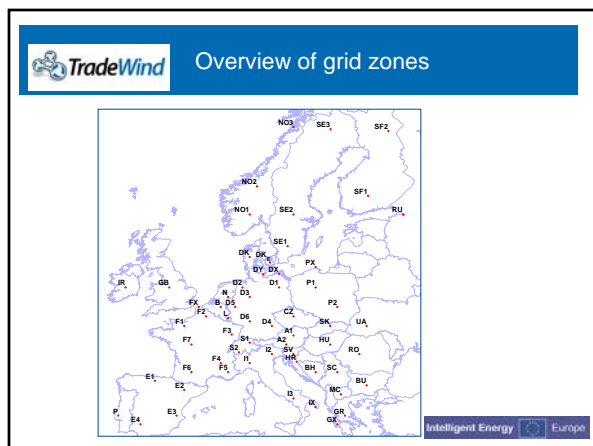 TradeWind
Overview of grid zones
NO3
SE3
SF2
NO2
SF1
NO1
SE2
RU
SE1
DK
DK
E
PX
DY
DX
IR
GB
D2
D1
P1
N
D3
FX
B
D5
P2
F2
L
CZ
F1
D6
D4
SK
UA
F3
A1
F7
S1
A2
HU
S2
I2
SV
RO
F4
I1
HR
F6
F5
BH
SC
E1
BU
E2
I3
MC
IX
P
E4
E3
GR
GX
Intelligent Energy Europe